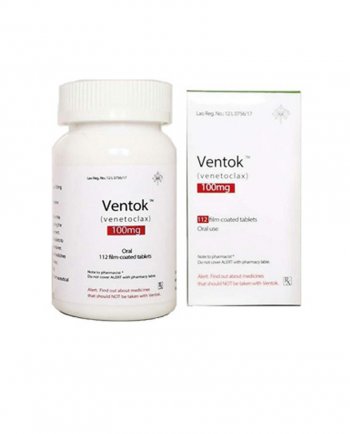 Lao Reg. No.: 12 L 3756/17
Ventok™
(venetoclax)
100mg
Oral
112 film-coated tablets
Note to pharmacist *
Do not cover ALERT with pharmacy lable.
Alert: Find out about medicines
that should NOT be taken with Ventok.
Lao Reg. No.: 12 L 3756/17
Ventok™
(venetoclax)
100mg
112 film-coated tablets
Oral use
Note to pharmacist *
Do not cover ALERT with pharmacy lable.
Alert: Find out about medicines
that should NOT be taken with Ventok.